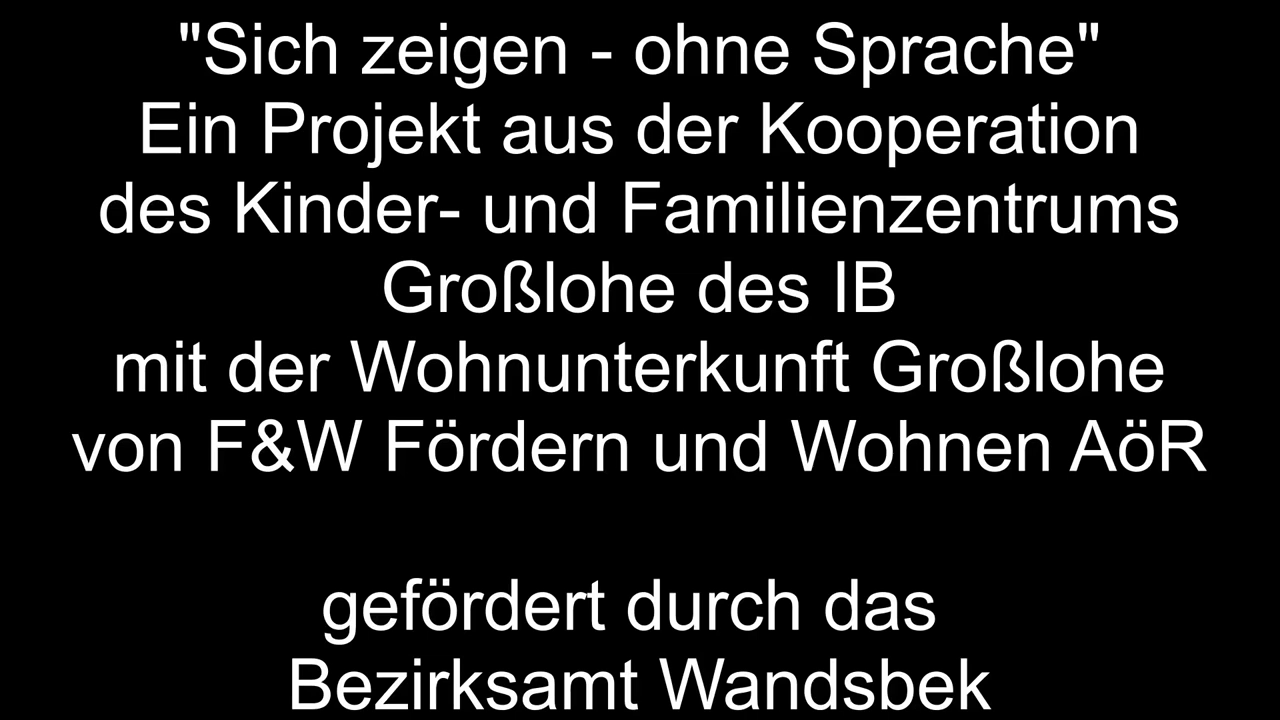 "Sich zeigen - ohne Sprache"
Ein Projekt aus der Kooperation
des Kinder- und Familienzentrums
Großlohe des IB
mit der Wohnunterkunft Großlohe
von F&W Fördern und Wohnen AöR
gefördert durch das
Bezirksamt Wandsbek